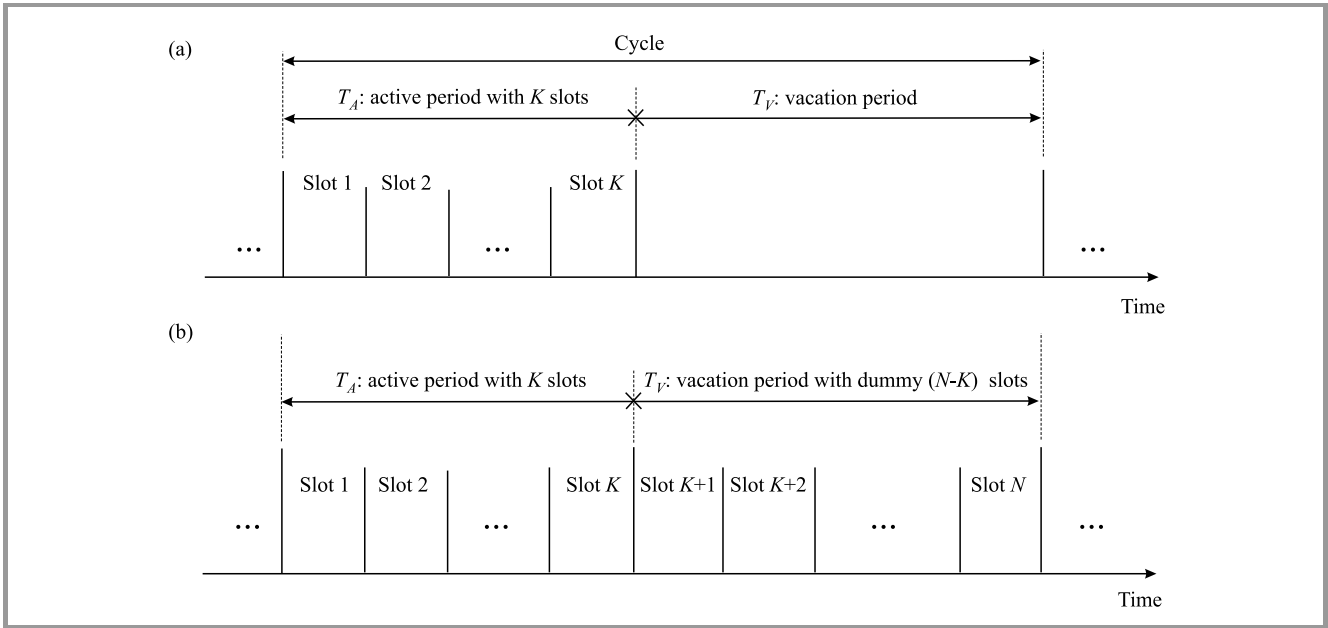 (a)
Cycle
T_A: active period with K slots
T_V: vacation period
Slot 1
Slot 2
Slot K
...
...
...
Time
(b)
T_A: active period with K slots
T_V: vacation period with dummy (N-K) slots
Slot 1
Slot 2
Slot K
Slot K+1
Slot K+2
Slot N
...
...
...
...
Time